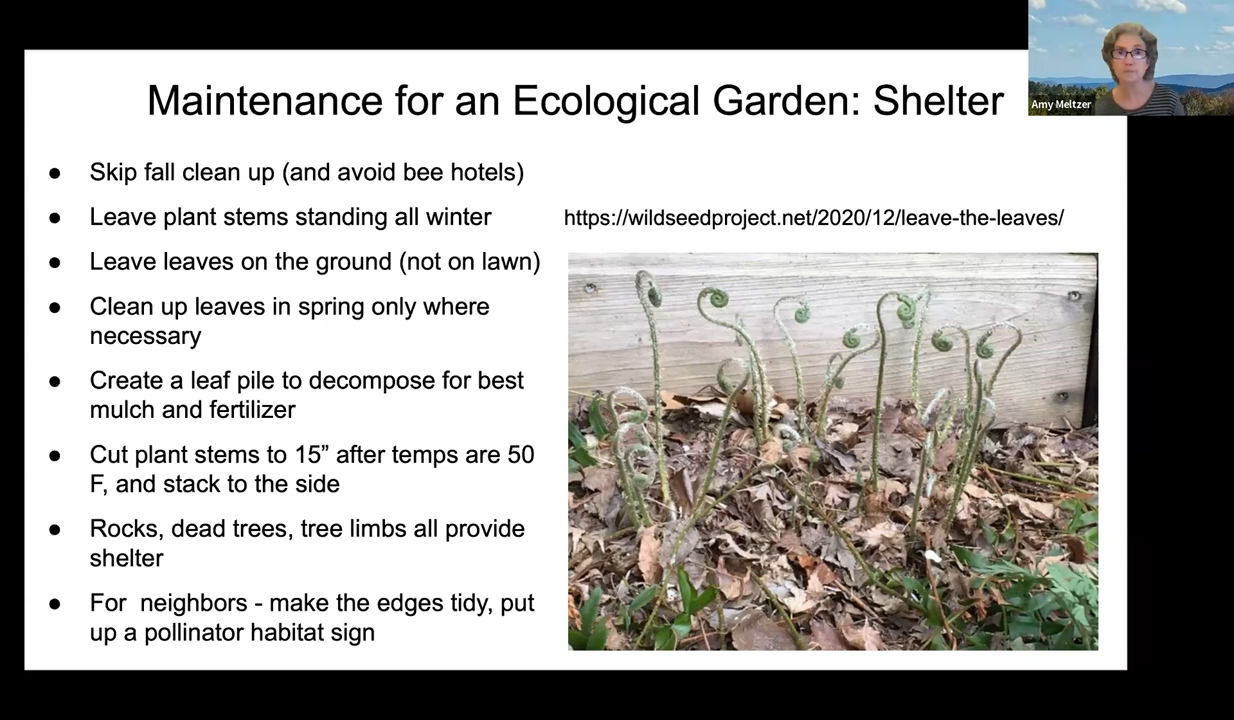 Maintenance for an Ecological Garden: Shelter
Amy Meltzer
● Skip fall clean up (and avoid bee hotels)
● Leave plant stems standing all winter
● Leave leaves on the ground (not on lawn)
● Clean up leaves in spring only where
necessary
● Create a leaf pile to decompose for best
mulch and fertilizer
● Cut plant stems to 15” after temps are 50
F, and stack to the side
● Rocks, dead trees, tree limbs all provide
shelter
● For  neighbors - make the edges tidy, put
up a pollinator habitat sign
https://wildseedproject.net/2020/12/leave-the-leaves/